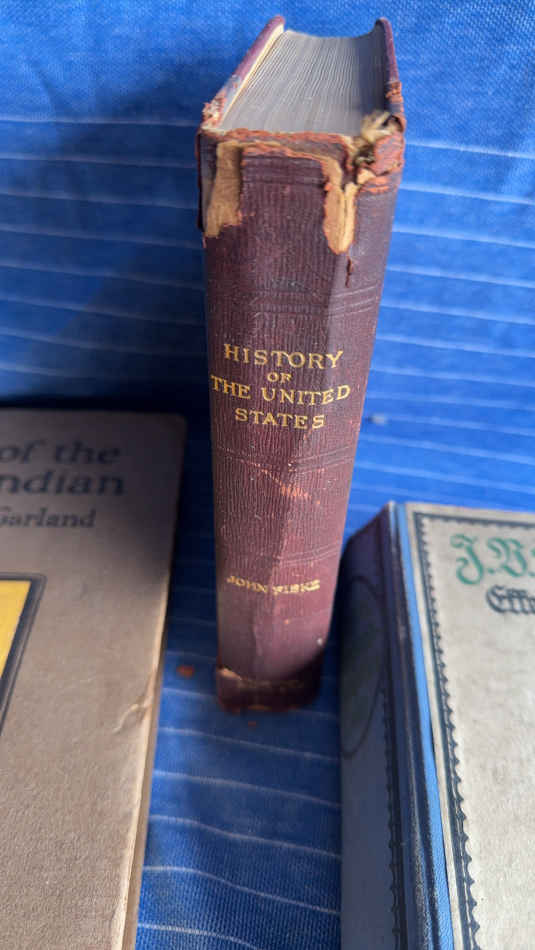 HISTORY
OF
THE UNITED
STATES
JOHN FISKE
of the
ndian
Garland